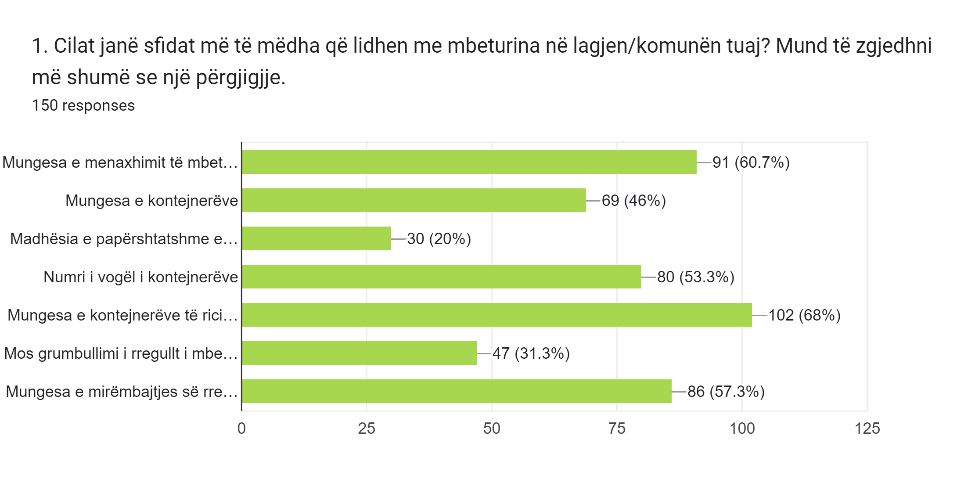 1. Cilat janë sfidat më të mëdha që lidhen me mbeturina në lagjen/komunën tuaj? Mund të zgjedhni
më shumë se një përgjigjje.
150 responses
Mungesa e menaxhimit të mbet… 91 (60.7%)
Mungesa e kontejnerëve 69 (46%)
Madhësia e papërshtatshme e… 30 (20%)
Numri i vogël i kontejnerëve 80 (53.3%)
Mungesa e kontejnerëve të rici… 102 (68%)
Mos grumbullimi i rregullt i mbe… 47 (31.3%)
Mungesa e mirëmbajtjes së rre… 86 (57.3%)
0 25 50 75 100 125